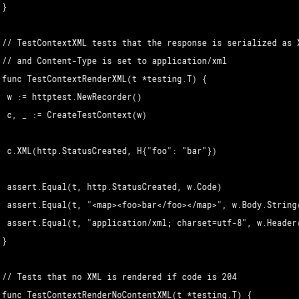 }
// TestContextXML tests that the response is serialized as X
// and Content-Type is set to application/xml
func TestContextRenderXML(t *testing.T) {
w := httptest.NewRecorder()
c, _ := CreateTestContext(w)
c.XML(http.StatusCreated, H{"foo": "bar"})
assert.Equal(t, http.StatusCreated, w.Code)
assert.Equal(t, "<map><foo>bar</foo></map>", w.Body.String(
assert.Equal(t, "application/xml; charset=utf-8", w.Header(
}
// Tests that no XML is rendered if code is 204
func TestContextRenderNoContentXML(t *testing.T) {